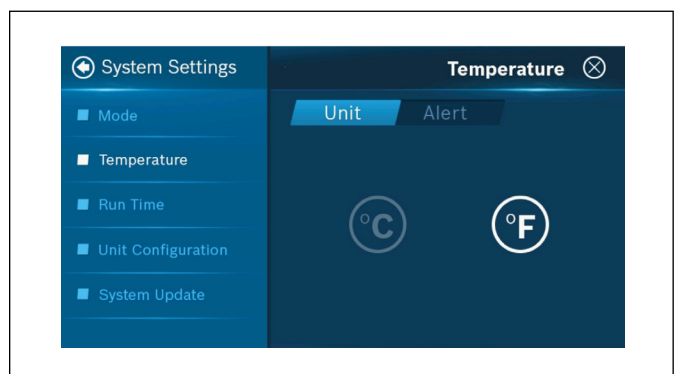 System Settings
Temperature
Mode
Temperature
Run Time
Unit Configuration
System Update
Unit Alert
°C °F